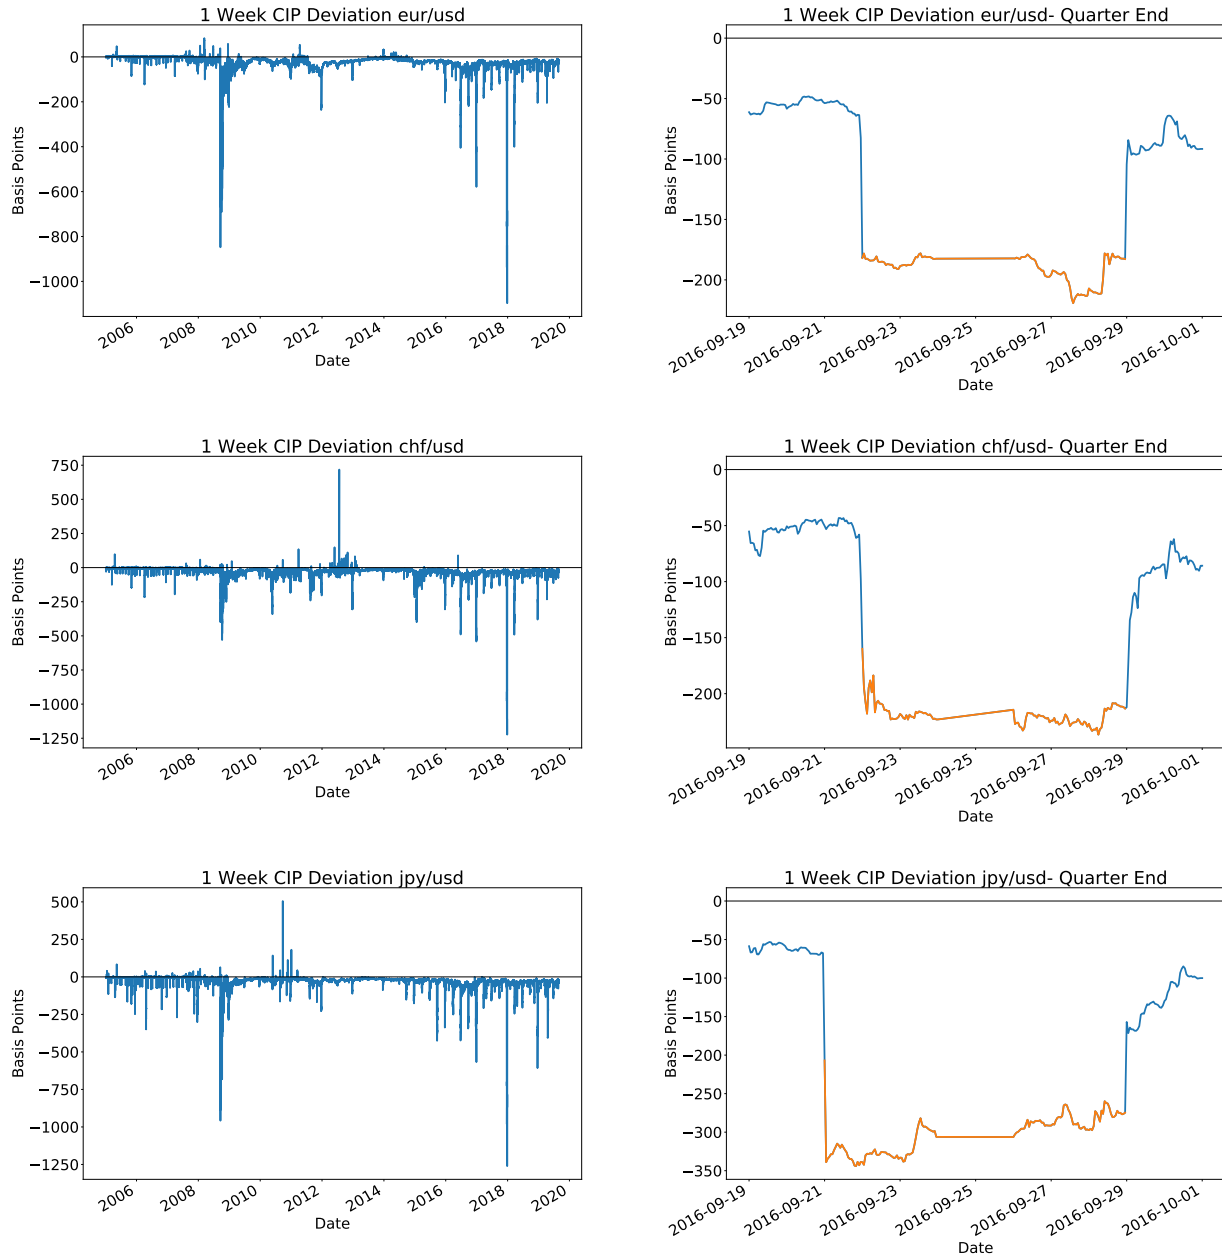 1 Week CIP Deviation eur/usd
0
−200
−400
−600
−800
−1000
Basis Points
2006 2008 2010 2012 2014 2016 2018 2020
Date
1 Week CIP Deviation eur/usd- Quarter End
0
−50
−100
−150
−200
Basis Points
2016-09-19 2016-09-21 2016-09-23 2016-09-25 2016-09-27 2016-09-29 2016-10-01
Date
1 Week CIP Deviation chf/usd
750
500
250
0
−250
−500
−750
−1000
−1250
Basis Points
2006 2008 2010 2012 2014 2016 2018 2020
Date
1 Week CIP Deviation chf/usd- Quarter End
0
−50
−100
−150
−200
Basis Points
2016-09-19 2016-09-21 2016-09-23 2016-09-25 2016-09-27 2016-09-29 2016-10-01
Date
1 Week CIP Deviation jpy/usd
500
250
0
−250
−500
−750
−1000
−1250
Basis Points
2006 2008 2010 2012 2014 2016 2018 2020
Date
1 Week CIP Deviation jpy/usd- Quarter End
0
−50
−100
−150
−200
−250
−300
−350
Basis Points
2016-09-19 2016-09-21 2016-09-23 2016-09-25 2016-09-27 2016-09-29 2016-10-01
Date